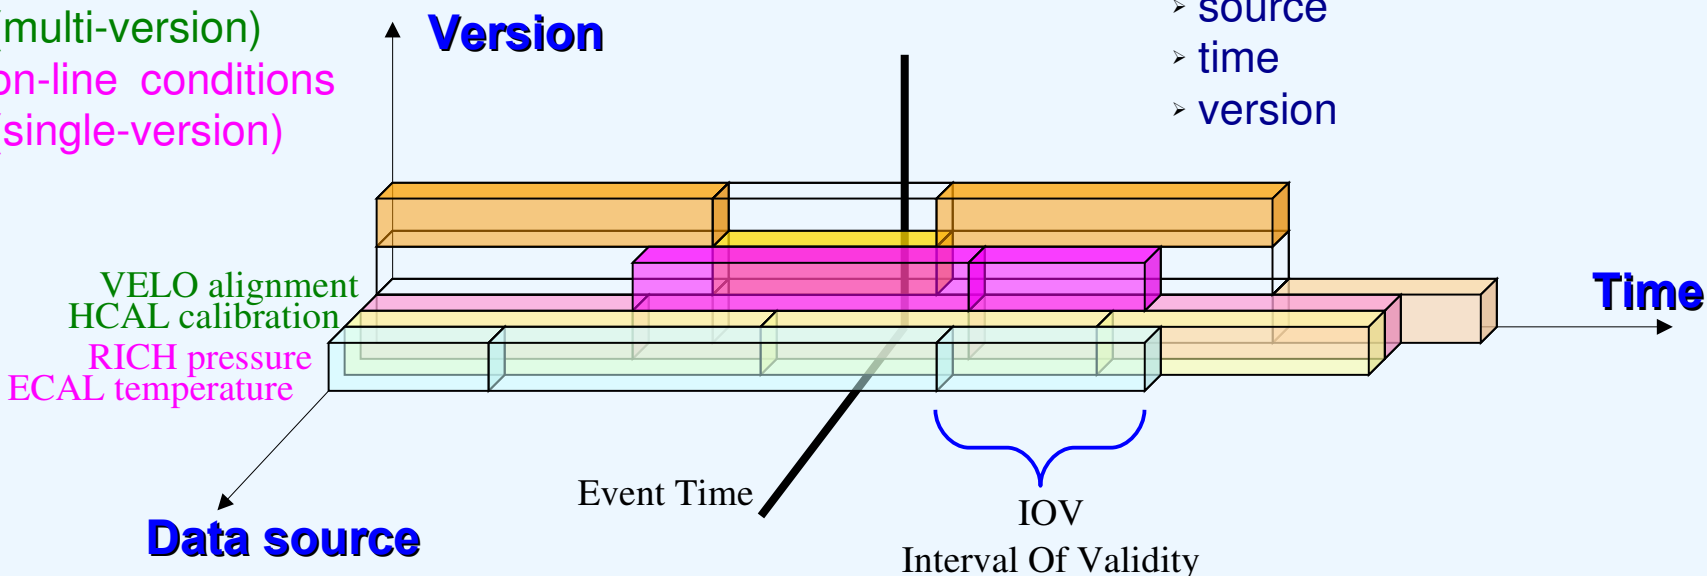 (multi-version)
on-line conditions
(single-version)
Version
➢ source
➢ time
➢ version
VELO alignment
HCAL calibration
RICH pressure
ECAL temperature
Time
Event Time
IOV
Interval Of Validity
Data source